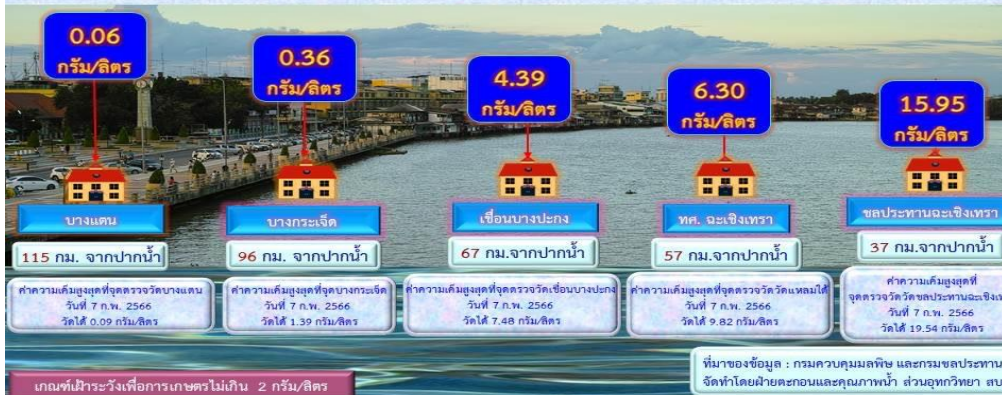 0.06
กรัม/ลิตร
0.36
กรัม/ลิตร
4.39
กรัม/ลิตร
6.30
กรัม/ลิตร
15.95
กรัม/ลิตร
บางแตน
บางกระเจ็ด
เขื่อนบางปะกง
ทศ. ฉะเชิงเทรา
ชลประทานฉะเชิงเทรา
115 กม. จากปากน้ำ
96 กม. จากปากน้ำ
67 กม.จากปากน้ำ
57 กม.จากปากน้ำ
37 กม.จากปากน้ำ
ค่าความเค็มสูงสุดที่จุดตรวจวัดบางแตน
วันที่ 7 ก.พ. 2566
วัดได้ 0.09 กรัม/ลิตร
ค่าความเค็มสูงสุดที่จุดบางกระเจ็ด
วันที่ 7 ก.พ. 2566
วัดได้ 1.39 กรัม/ลิตร
ค่าความเค็มสูงสุดที่จุดตรวจวัดเขื่อนบางปะกง
วันที่ 7 ก.พ. 2566
วัดได้ 7.48 กรัม/ลิตร
ค่าความเค็มสูงสุดที่จุดตรวจวัดวัดแหลมใต้
วันที่ 7 ก.พ. 2566
วัดได้ 9.82 กรัม/ลิตร
ค่าความเค็มสูงสุดที่
จุดตรวจวัดวัดชลประทานฉะเชิงเ
วันที่ 7 ก.พ. 2566
วัดได้ 19.54 กรัม/ลิตร
เกณฑ์เฝ้าระวังเพื่อการเกษตรไม่เกิน 2 กรัม/ลิตร
ที่มาของข้อมูล : กรมควบคุมมลพิษ และกรมชลประทาน
จัดทำโดยฝ่ายตะกอนและคุณภาพน้ำ ส่วนอุทกวิทยา